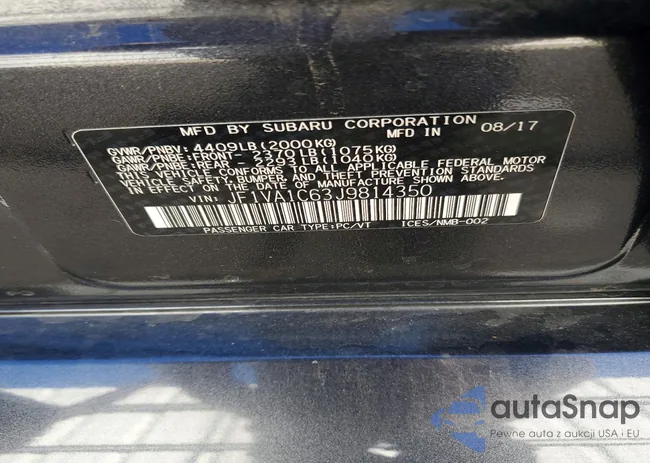 MFD BY SUBARU CORPORATION
MFD. IN 08/17
GVWR/PNBV: 4409LB(2000KG)
GAWR/PNBE:FRONT- 2370LB(1075KG)
GAWR/PNBE:REAR- 2293LB(1040KG)
THIS VEHICLE CONFORMS TO ALL APPLICABLE FEDERAL MOTOR
VEHICLE SAFETY, BUMPER, AND THEFT PREVENTION STANDARDS
IN EFFECT ON THE DATE OF MANUFACTURE SHOWN ABOVE.
VIN: JF1VA1C63J9814350
PASSENGER CAR TYPE:PC/VT ICES/NMB-002
autoSnap
Pewne auta z aukcji USA i EU